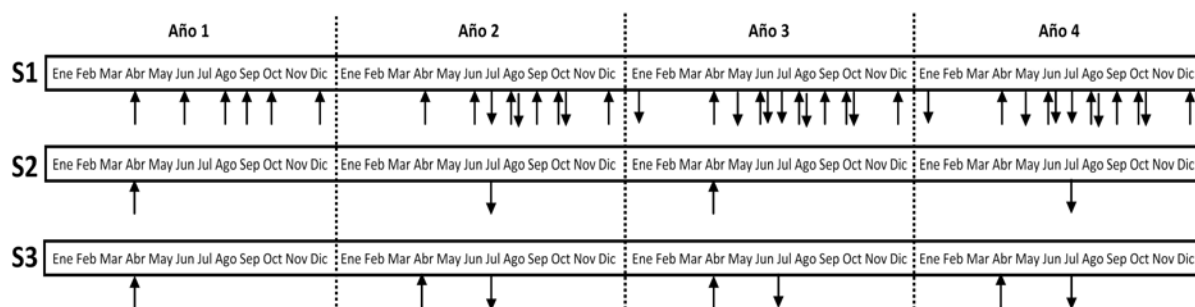 Año 1 Año 2 Año 3 Año 4
S1 Ene Feb Mar Abr May Jun Jul Ago Sep Oct Nov Dic Ene Feb Mar Abr May Jun Jul Ago Sep Oct Nov Dic Ene Feb Mar Abr May Jun Jul Ago Sep Oct Nov Dic Ene Feb Mar Abr May Jun Jul Ago Sep Oct Nov Dic
S2 Ene Feb Mar Abr May Jun Jul Ago Sep Oct Nov Dic Ene Feb Mar Abr May Jun Jul Ago Sep Oct Nov Dic Ene Feb Mar Abr May Jun Jul Ago Sep Oct Nov Dic Ene Feb Mar Abr May Jun Jul Ago Sep Oct Nov Dic
S3 Ene Feb Mar Abr May Jun Jul Ago Sep Oct Nov Dic Ene Feb Mar Abr May Jun Jul Ago Sep Oct Nov Dic Ene Feb Mar Abr May Jun Jul Ago Sep Oct Nov Dic Ene Feb Mar Abr May Jun Jul Ago Sep Oct Nov Dic